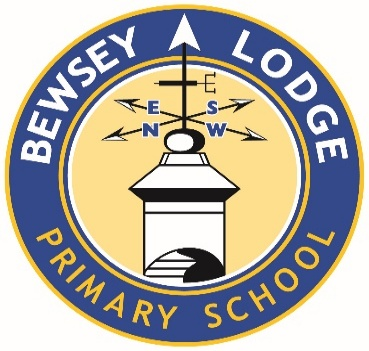 BEWSEY LODGE
E S
N W
PRIMARY SCHOOL